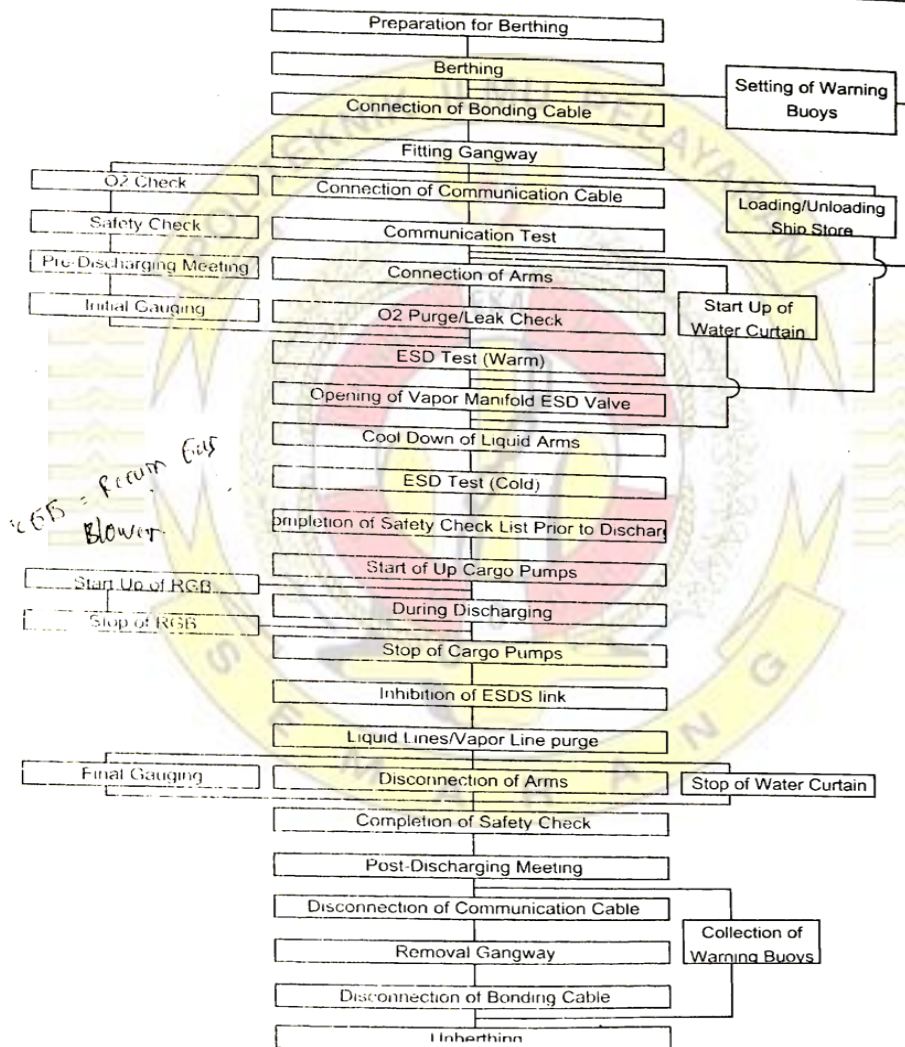 Preparation for Berthing
Berthing
Setting of Warning
Buoys
Connection of Bonding Cable
Fitting Gangway
O2 Check
Connection of Communication Cable
Loading/Unloading
Ship Store
Safety Check
Communication Test
Pre-Discharging Meeting
Connection of Arms
Initial Gauging
O2 Purge/Leak Check
Start Up of
Water Curtain
ESD Test (Warm)
Opening of Vapor Manifold ESD Valve
Cool Down of Liquid Arms
ESD Test (Cold)
= Gas
Blower
ompletion of Safety Check List Prior to Discharg
Start of Up Cargo Pumps
Start Up of RGB
During Discharging
Stop of RGB
Stop of Cargo Pumps
Inhibition of ESDS link
Liquid Lines/Vapor Line purge
Final Gauging
Disconnection of Arms
Stop of Water Curtain
Completion of Safety Check
Post-Discharging Meeting
Disconnection of Communication Cable
Collection of
Warning Buoys
Removal Gangway
Disconnection of Bonding Cable
Unberthing
POLITEKNIK ILMU PELAYARAN
SEMARANG